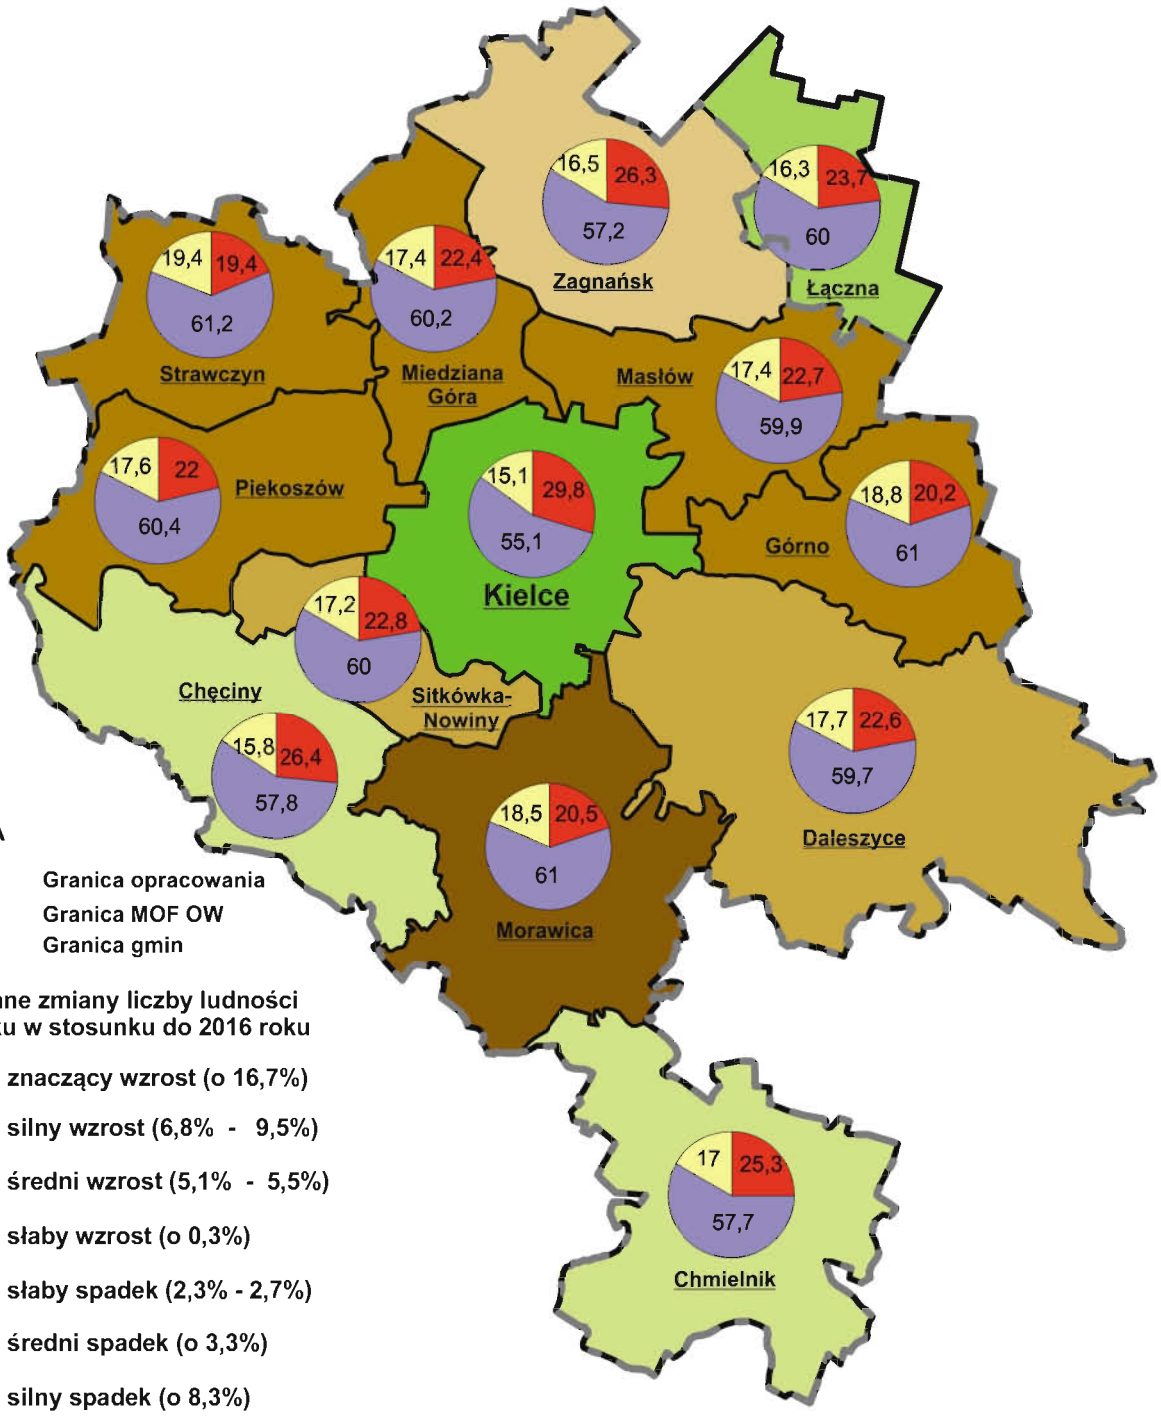 16,5
26,3
57,2
Zagnańsk
16,3
23,7
60
Łączna
19,4
19,4
61,2
Strawczyn
17,4
22,4
60,2
Miedziana
Góra
Masłów
17,4
22,7
59,9
17,6
22
60,4
Piekoszów
15,1
29,8
55,1
Kielce
18,8
20,2
61
Górno
17,2
22,8
60
Sitkówka-
Nowiny
Chęciny
15,8
26,4
57,8
17,7
22,6
59,7
Daleszyce
18,5
20,5
61
Morawica
17
25,3
57,7
Chmielnik
Granica opracowania
Granica MOF OW
Granica gmin
ne zmiany liczby ludności
u w stosunku do 2016 roku
znaczący wzrost (o 16,7%)
silny wzrost (6,8% - 9,5%)
średni wzrost (5,1% - 5,5%)
słaby wzrost (o 0,3%)
słaby spadek (2,3% - 2,7%)
średni spadek (o 3,3%)
silny spadek (o 8,3%)